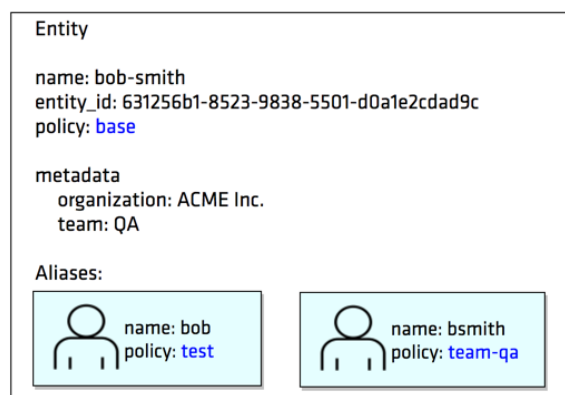 Entity
name: bob-smith
entity_id: 631256b1-8523-9838-5501-d0a1e2cdad9c
policy: base
metadata
organization: ACME Inc.
team: QA
Aliases:
name: bob
policy: test
name: bsmith
policy: team-qa